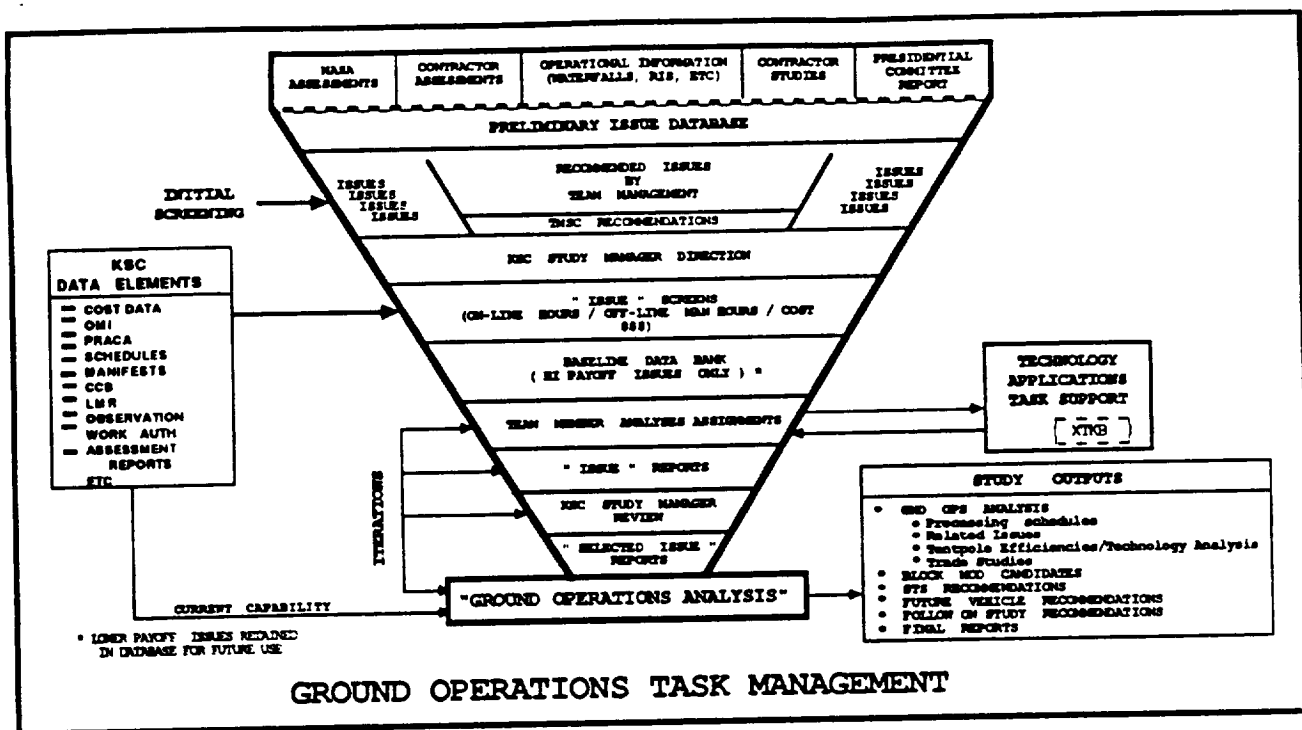 NASA
ASSESSMENTS
CONTRACTOR
ASSESSMENTS
OPERATIONAL INFORMATION
(WATERFALLS, RIS, ETC)
CONTRACTOR
STUDIES
PRESIDENTIAL
COMMITTEE
REPORT
PRELIMINARY ISSUE DATABASE
INITIAL
SCREENING
ISSUES
ISSUES
ISSUES
ISSUES
RECOMMENDED ISSUES
BY
TEAM MANAGEMENT
TMSC RECOMMENDATIONS
ISSUES
ISSUES
ISSUES
ISSUES
KSC STUDY MANAGER DIRECTION
" ISSUE " SCREENS
(ON-LINE HOURS / OFF-LINE MAN HOURS / COST
$$$)
BASELINE DATA BANK
( HI PAYOFF ISSUES ONLY ) *
TEAM MEMBER ANALYSES ASSIGNMENTS
" ISSUE " REPORTS
KSC STUDY MANAGER
REVIEW
" SELECTED ISSUE "
REPORTS
"GROUND OPERATIONS ANALYSIS"
KSC
DATA ELEMENTS
COST DATA
OMI
PRACA
SCHEDULES
MANIFESTS
CCB
LMR
OBSERVATION
WORK AUTH
ASSESSMENT
REPORTS
ETC
ITERATIONS
CURRENT CAPABILITY
* LOWER PAYOFF ISSUES RETAINED
IN DATABASE FOR FUTURE USE
TECHNOLOGY
APPLICATIONS
TASK SUPPORT
XTKB
STUDY OUTPUTS
• GND OPS ANALYSIS
• Processing schedules
• Related Issues
• Tentpole Efficiencies/Technology Analysis
• Trade Studies
• BLOCK MOD CANDIDATES
• STS RECOMMENDATIONS
• FUTURE VEHICLE RECOMMENDATIONS
• FOLLOW ON STUDY RECOMMENDATIONS
• FINAL REPORTS
GROUND OPERATIONS TASK MANAGEMENT